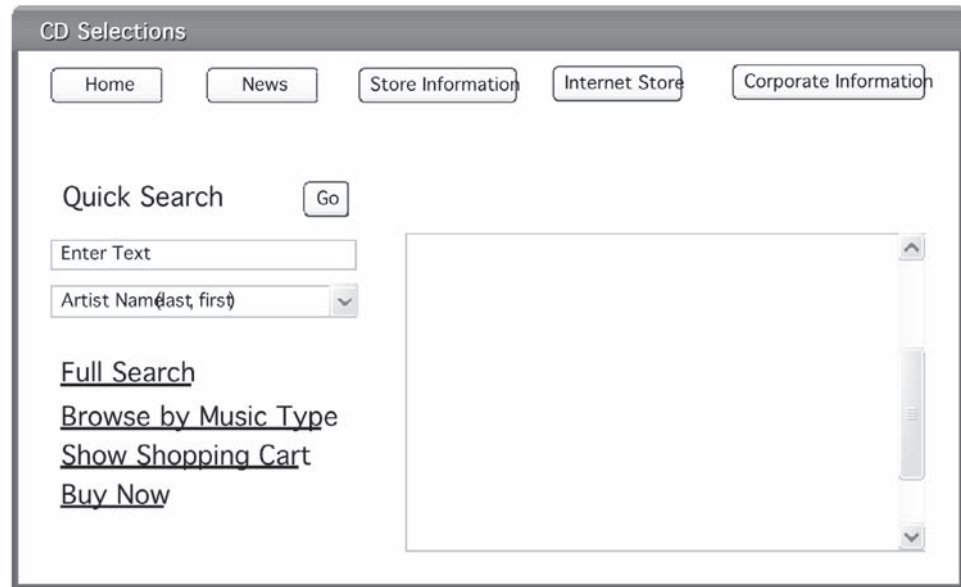 CD Selections
Home News Store Information Internet Store Corporate Information
Quick Search Go
Enter Text
Artist Name(last, first)
Full Search
Browse by Music Type
Show Shopping Cart
Buy Now